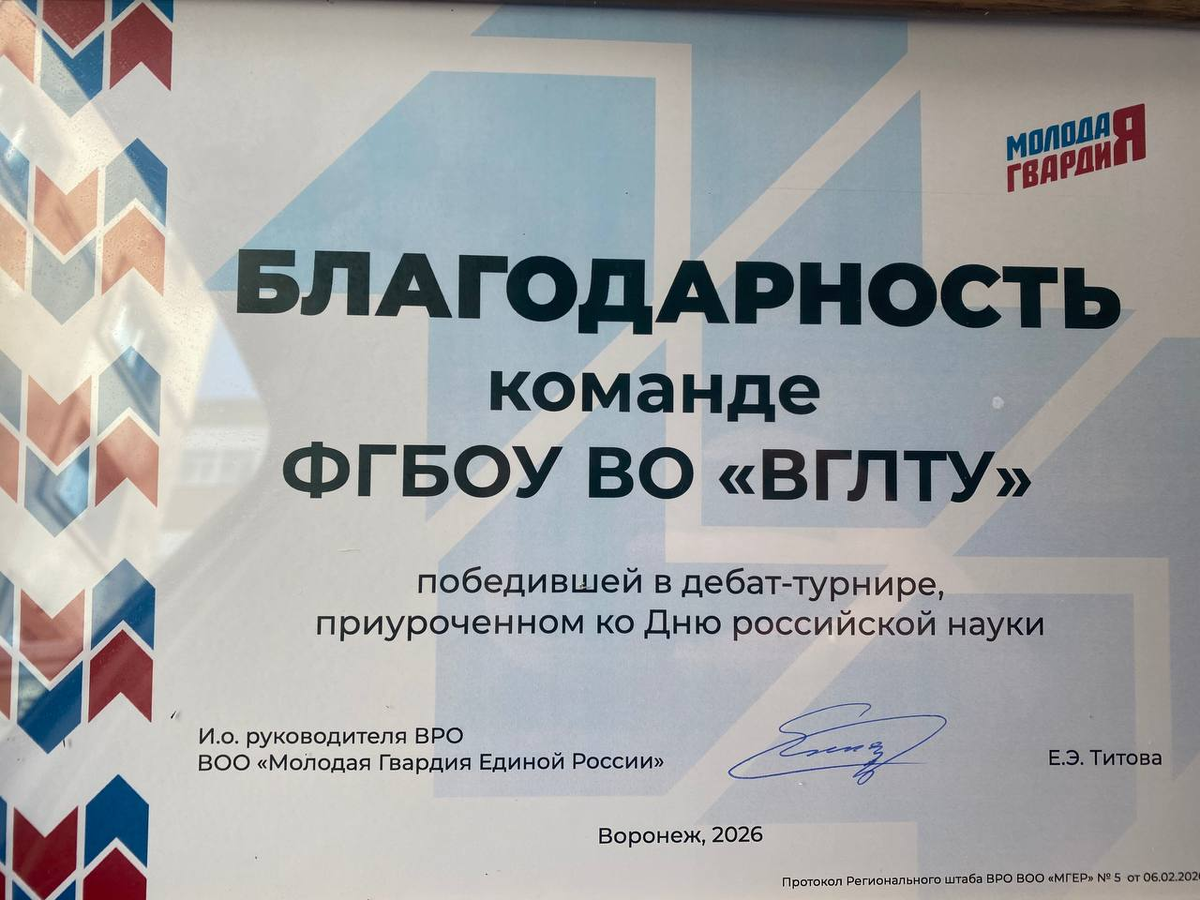 МОЛОДАЯ
ГВАРДИЯ
БЛАГОДАРНОСТЬ
команде
ФГБОУ ВО «ВГЛТУ»
победившей в дебат-турнире,
приуроченном ко Дню российской науки
И.о. руководителя ВРО
ВОО «Молодая Гвардия Единой России»
Е.Э. Титова
Воронеж, 2026
Протокол Регионального штаба ВРО ВОО «МГЕР» № 5 от 06.02.2026